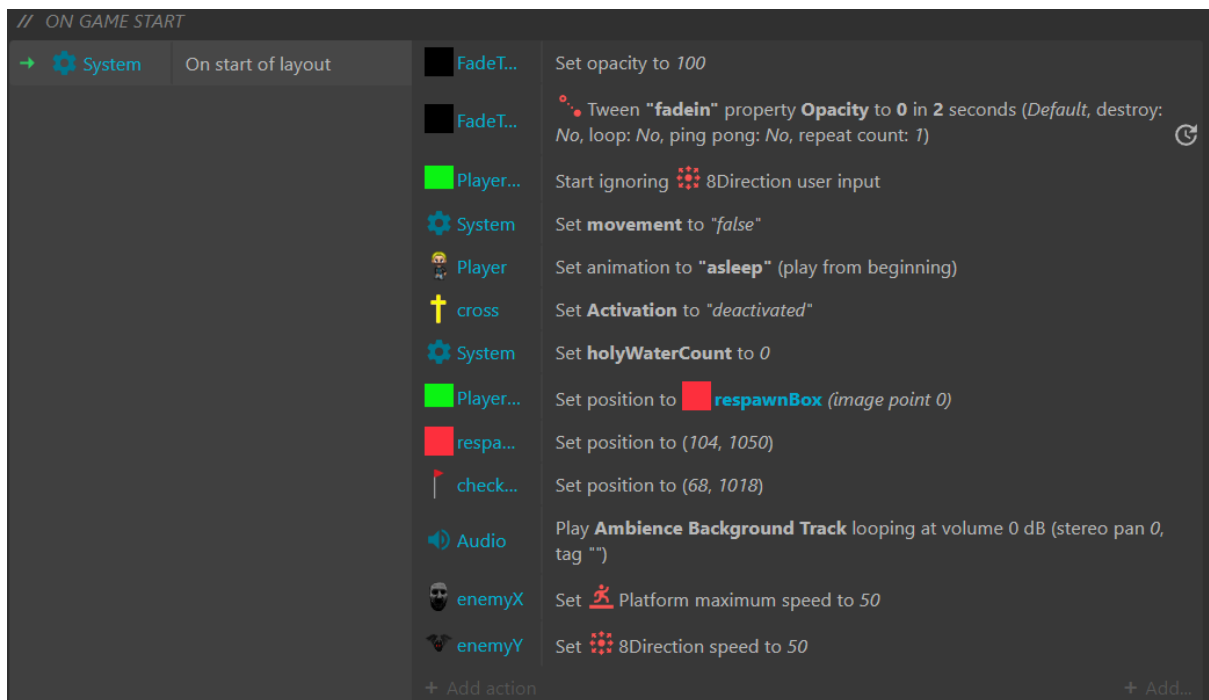 // ON GAME START
System On start of layout
FadeT... Set opacity to 100
FadeT... Tween "fadein" property Opacity to 0 in 2 seconds (Default, destroy:
No, loop: No, ping pong: No, repeat count: 1)
Player... Start ignoring 8Direction user input
System Set movement to "false"
Player Set animation to "asleep" (play from beginning)
cross Set Activation to "deactivated"
System Set holyWaterCount to 0
Player... Set position to respawnBox (image point 0)
respa... Set position to (104, 1050)
check... Set position to (68, 1018)
Audio Play Ambience Background Track looping at volume 0 dB (stereo pan 0,
tag "")
enemyX Set Platform maximum speed to 50
enemyY Set 8Direction speed to 50
+ Add action + Add...